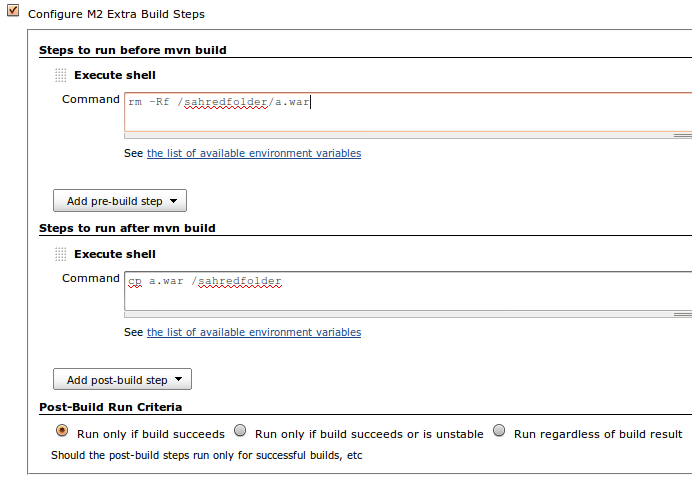 Configure M2 Extra Build Steps
Steps to run before mvn build
Execute shell
Command
rm -Rf /sahredfolder/a.war
See the list of available environment variables
Add pre-build step
Steps to run after mvn build
Execute shell
Command
cp a.war /sahredfolder
See the list of available environment variables
Add post-build step
Post-Build Run Criteria
Run only if build succeeds Run only if build succeeds or is unstable Run regardless of build result
Should the post-build steps run only for successful builds, etc